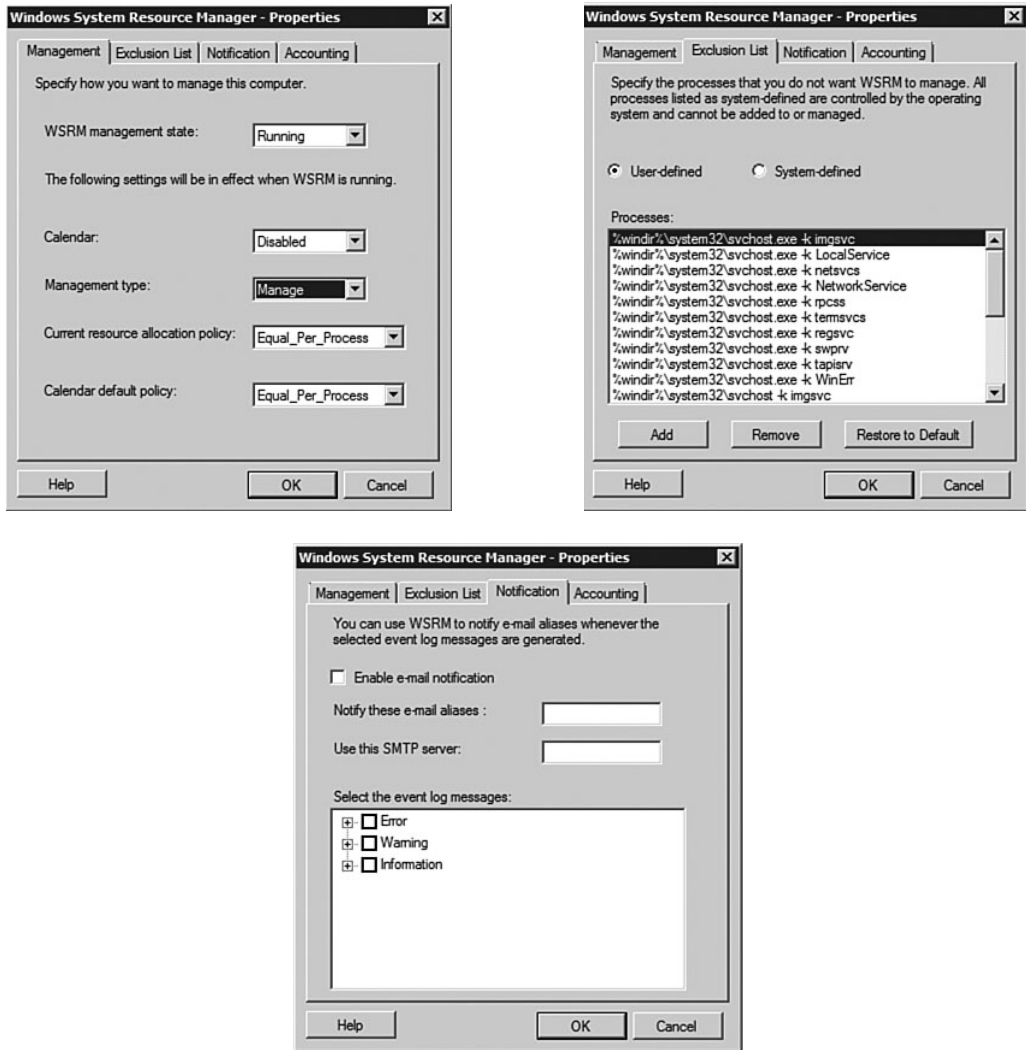 Windows System Resource Manager - Properties
Management Exclusion List Notification Accounting
Specify how you want to manage this computer.
WSRM management state: Running
The following settings will be in effect when WSRM is running.
Calendar: Disabled
Management type: Manage
Current resource allocation policy: Equal_Per_Process
Calendar default policy: Equal_Per_Process
Help OK Cancel
Windows System Resource Manager - Properties
Management Exclusion List Notification Accounting
Specify the processes that you do not want WSRM to manage. All
processes listed as system-defined are controlled by the operating
system and cannot be added to or managed.
User-defined System-defined
Processes:
%windir%\system32\svchost.exe -k imgsvc
%windir%\system32\svchost.exe -k LocalService
%windir%\system32\svchost.exe -k netsvcs
%windir%\system32\svchost.exe -k NetworkService
%windir%\system32\svchost.exe -k rpcss
%windir%\system32\svchost.exe -k termsvcs
%windir%\system32\svchost.exe -k regsvc
%windir%\system32\svchost.exe -k swprv
%windir%\system32\svchost.exe -k tapisrv
%windir%\system32\svchost.exe -k WinErr
%windir%\system32\svchost -k imgsvc
Add Remove Restore to Default
Help OK Cancel
Windows System Resource Manager - Properties
Management Exclusion List Notification Accounting
You can use WSRM to notify e-mail aliases whenever the
selected event log messages are generated.
Enable e-mail notification
Notify these e-mail aliases :
Use this SMTP server:
Select the event log messages:
Error
Warning
Information
Help OK Cancel